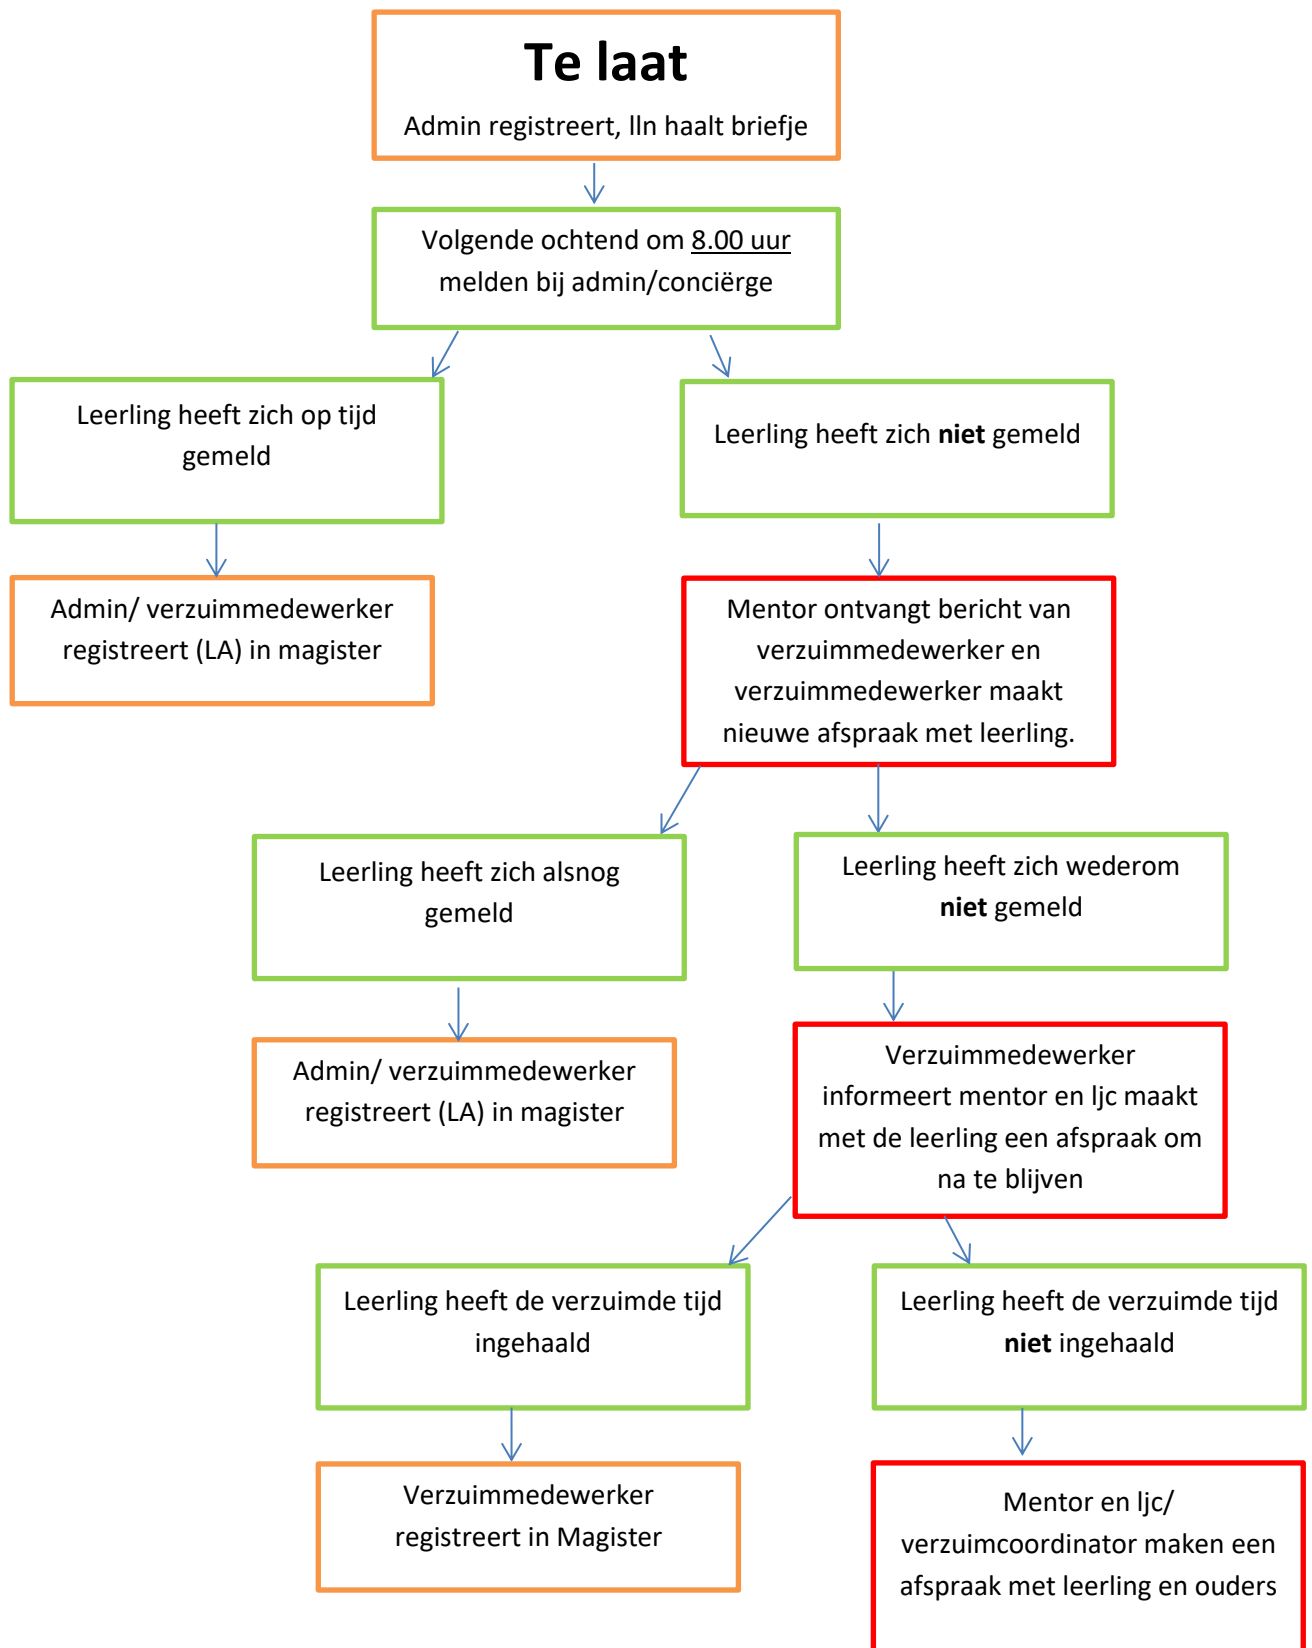 Te laat
Admin registreert, lln haalt briefje
Volgende ochtend om 8.00 uur
melden bij admin/conciërge
Leerling heeft zich op tijd
gemeld
Leerling heeft zich niet gemeld
Admin/ verzuimmedewerker
registreert (LA) in magister
Mentor ontvangt bericht van
verzuimmedewerker en
verzuimmedewerker maakt
nieuwe afspraak met leerling.
Leerling heeft zich alsnog
gemeld
Leerling heeft zich wederom
niet gemeld
Admin/ verzuimmedewerker
registreert (LA) in magister
Verzuimmedewerker
informeert mentor en ljc maakt
met de leerling een afspraak om
na te blijven
Leerling heeft de verzuimde tijd
ingehaald
Leerling heeft de verzuimde tijd
niet ingehaald
Verzuimmedewerker
registreert in Magister
Mentor en ljc/
verzuimcoordinator maken een
afspraak met leerling en ouders